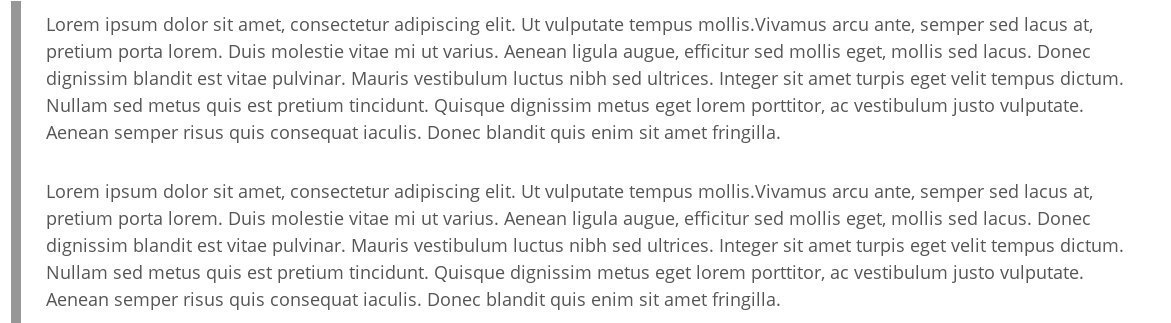 Lorem ipsum dolor sit amet, consectetur adipiscing elit. Ut vulputate tempus mollis.Vivamus arcu ante, semper sed lacus at,
pretium porta lorem. Duis molestie vitae mi ut varius. Aenean ligula augue, efficitur sed mollis eget, mollis sed lacus. Donec
dignissim blandit est vitae pulvinar. Mauris vestibulum luctus nibh sed ultrices. Integer sit amet turpis eget velit tempus dictum.
Nullam sed metus quis est pretium tincidunt. Quisque dignissim metus eget lorem porttitor, ac vestibulum justo vulputate.
Aenean semper risus quis consequat iaculis. Donec blandit quis enim sit amet fringilla.
Lorem ipsum dolor sit amet, consectetur adipiscing elit. Ut vulputate tempus mollis.Vivamus arcu ante, semper sed lacus at,
pretium porta lorem. Duis molestie vitae mi ut varius. Aenean ligula augue, efficitur sed mollis eget, mollis sed lacus. Donec
dignissim blandit est vitae pulvinar. Mauris vestibulum luctus nibh sed ultrices. Integer sit amet turpis eget velit tempus dictum.
Nullam sed metus quis est pretium tincidunt. Quisque dignissim metus eget lorem porttitor, ac vestibulum justo vulputate.
Aenean semper risus quis consequat iaculis. Donec blandit quis enim sit amet fringilla.